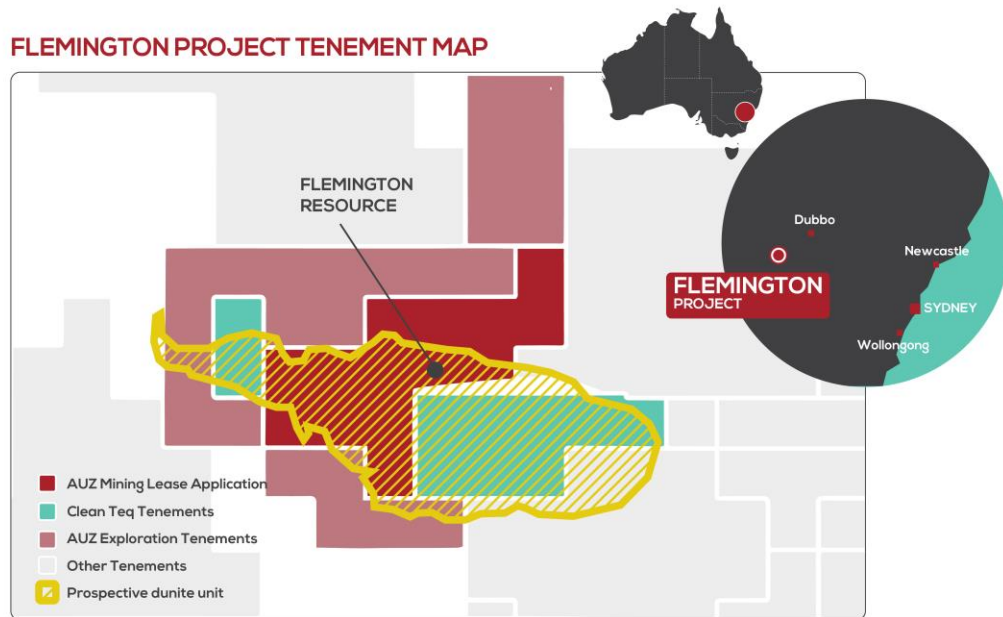 FLEMINGTON PROJECT TENEMENT MAP
FLEMINGTON
RESOURCE
Dubbo
Newcastle
FLEMINGTON
PROJECT
SYDNEY
Wollongong
AUZ Mining Lease Application
Clean Teq Tenements
AUZ Exploration Tenements
Other Tenements
Prospective dunite unit